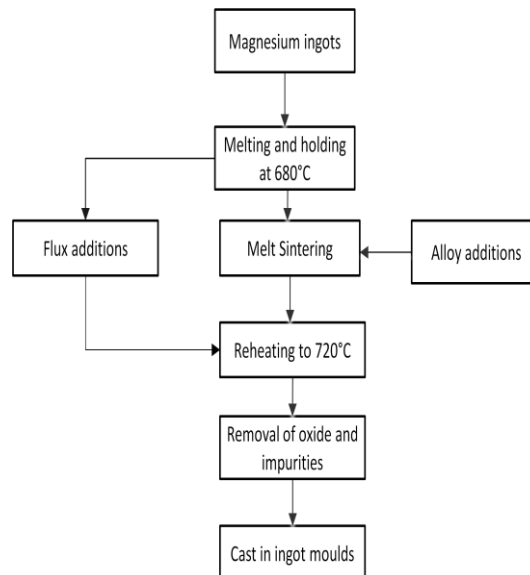 Magnesium ingots
Melting and holding
at 680°C
Flux additions
Melt Sintering
Alloy additions
Reheating to 720°C
Removal of oxide and
impurities
Cast in ingot moulds